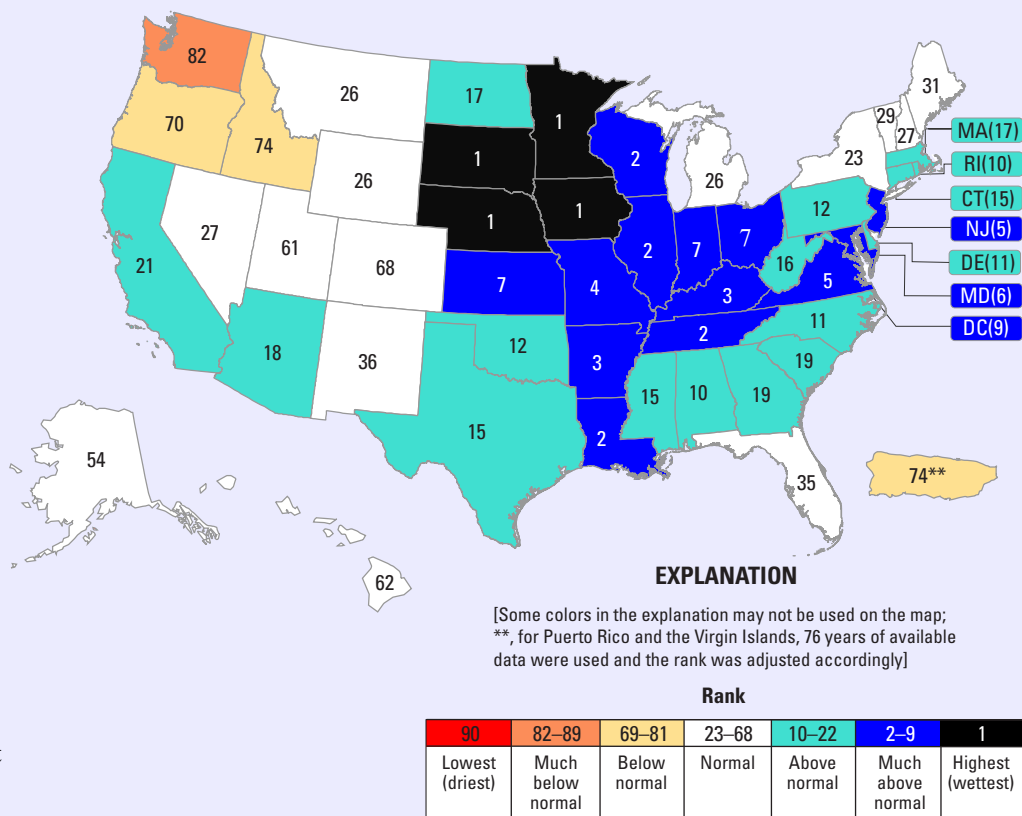 82
70
74
26
26
17
1
1
1
1
2
26
23
29
27
31
MA(17)
RI(10)
CT(15)
NJ(5)
DE(11)
MD(6)
DC(9)
21
27
61
68
7
4
2
7
7
12
16
5
3
2
11
19
18
36
12
3
15
10
19
15
2
35
54
62
74**
EXPLANATION
[Some colors in the explanation may not be used on the map;
**, for Puerto Rico and the Virgin Islands, 76 years of available
data were used and the rank was adjusted accordingly]
Rank
90 82–89 69–81 23–68 10–22 2–9 1
Lowest Much Below Normal Above Much Highest
(driest) below normal normal above (wettest)
normal normal